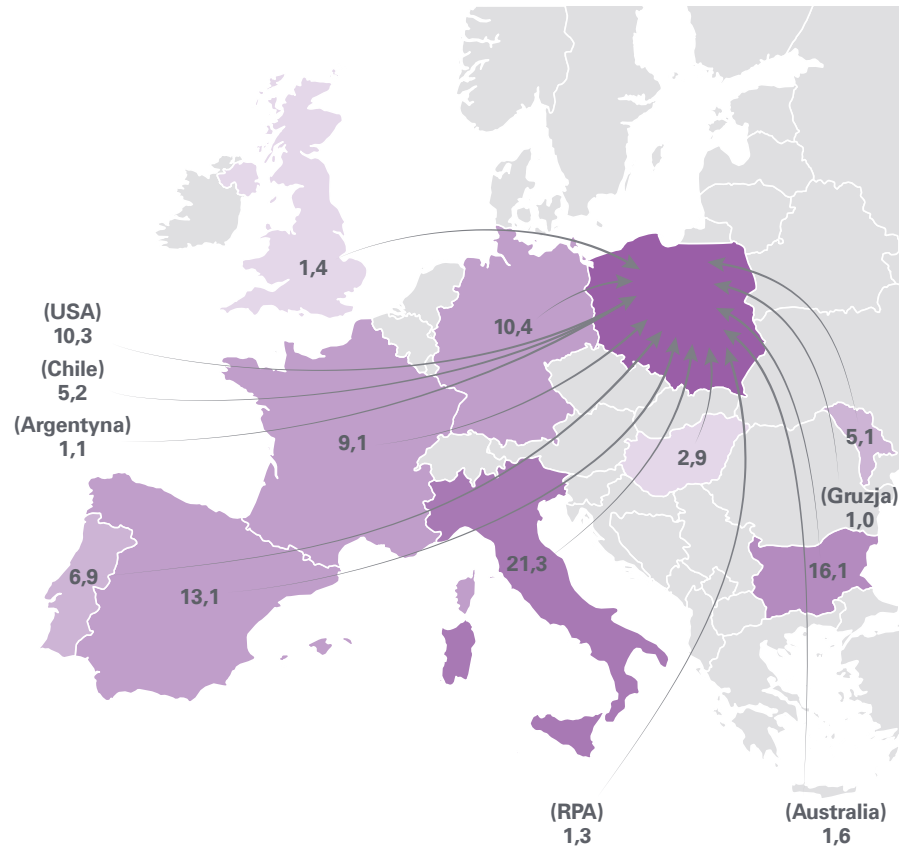 1,4
(USA)
10,3
10,4
(Chile)
5,2
(Argentyna)
1,1
9,1
5,1
2,9
(Gruzja)
1,0
21,3
16,1
6,9
13,1
(RPA)
1,3
(Australia)
1,6